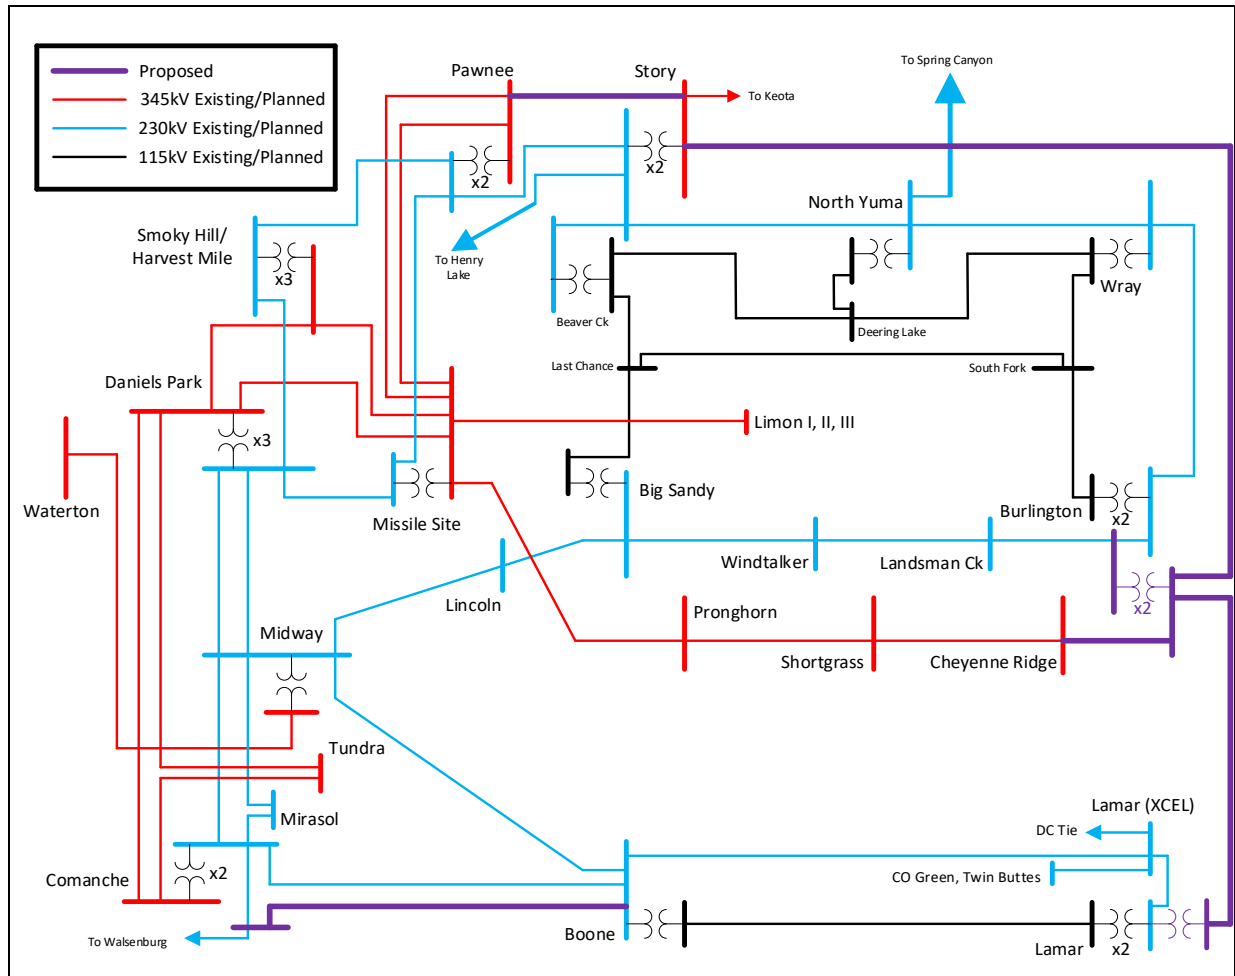 Proposed
345kV Existing/Planned
230kV Existing/Planned
115kV Existing/Planned
Pawnee
Story
To Keota
To Spring Canyon
x2
x2
North Yuma
Smoky Hill/
Harvest Mile
x3
To Henry
Lake
Wray
Beaver Ck
Deering Lake
Last Chance
South Fork
Daniels Park
x3
Limon I, II, III
Waterton
Missile Site
Big Sandy
Burlington
x2
Windtalker
Landsman Ck
Lincoln
x2
Pronghorn
Midway
Shortgrass
Cheyenne Ridge
Tundra
Mirasol
Lamar (XCEL)
DC Tie
CO Green, Twin Buttes
Comanche
x2
Boone
Lamar
x2
To Walsenburg